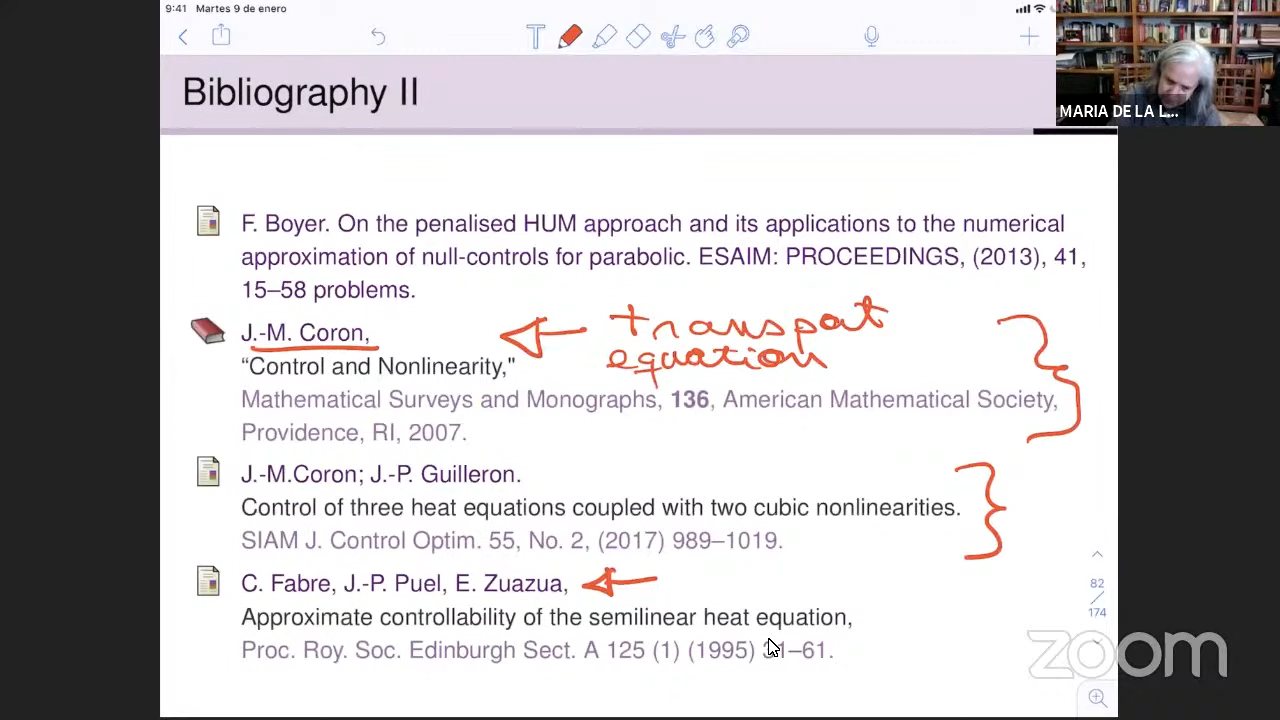 9:41 Martes 9 de enero
Bibliography II
MARIA DE LA L...
F. Boyer. On the penalised HUM approach and its applications to the numerical
approximation of null-controls for parabolic. ESAIM: PROCEEDINGS, (2013), 41,
15–58 problems.
J.-M. Coron,
transpat
equation
“Control and Nonlinearity,"
Mathematical Surveys and Monographs, 136, American Mathematical Society,
Providence, RI, 2007.
J.-M.Coron; J.-P. Guilleron.
Control of three heat equations coupled with two cubic nonlinearities.
SIAM J. Control Optim. 55, No. 2, (2017) 989–1019.
C. Fabre, J.-P. Puel, E. Zuazua,
Approximate controllability of the semilinear heat equation,
Proc. Roy. Soc. Edinburgh Sect. A 125 (1) (1995) 31–61.
82
174
zoom